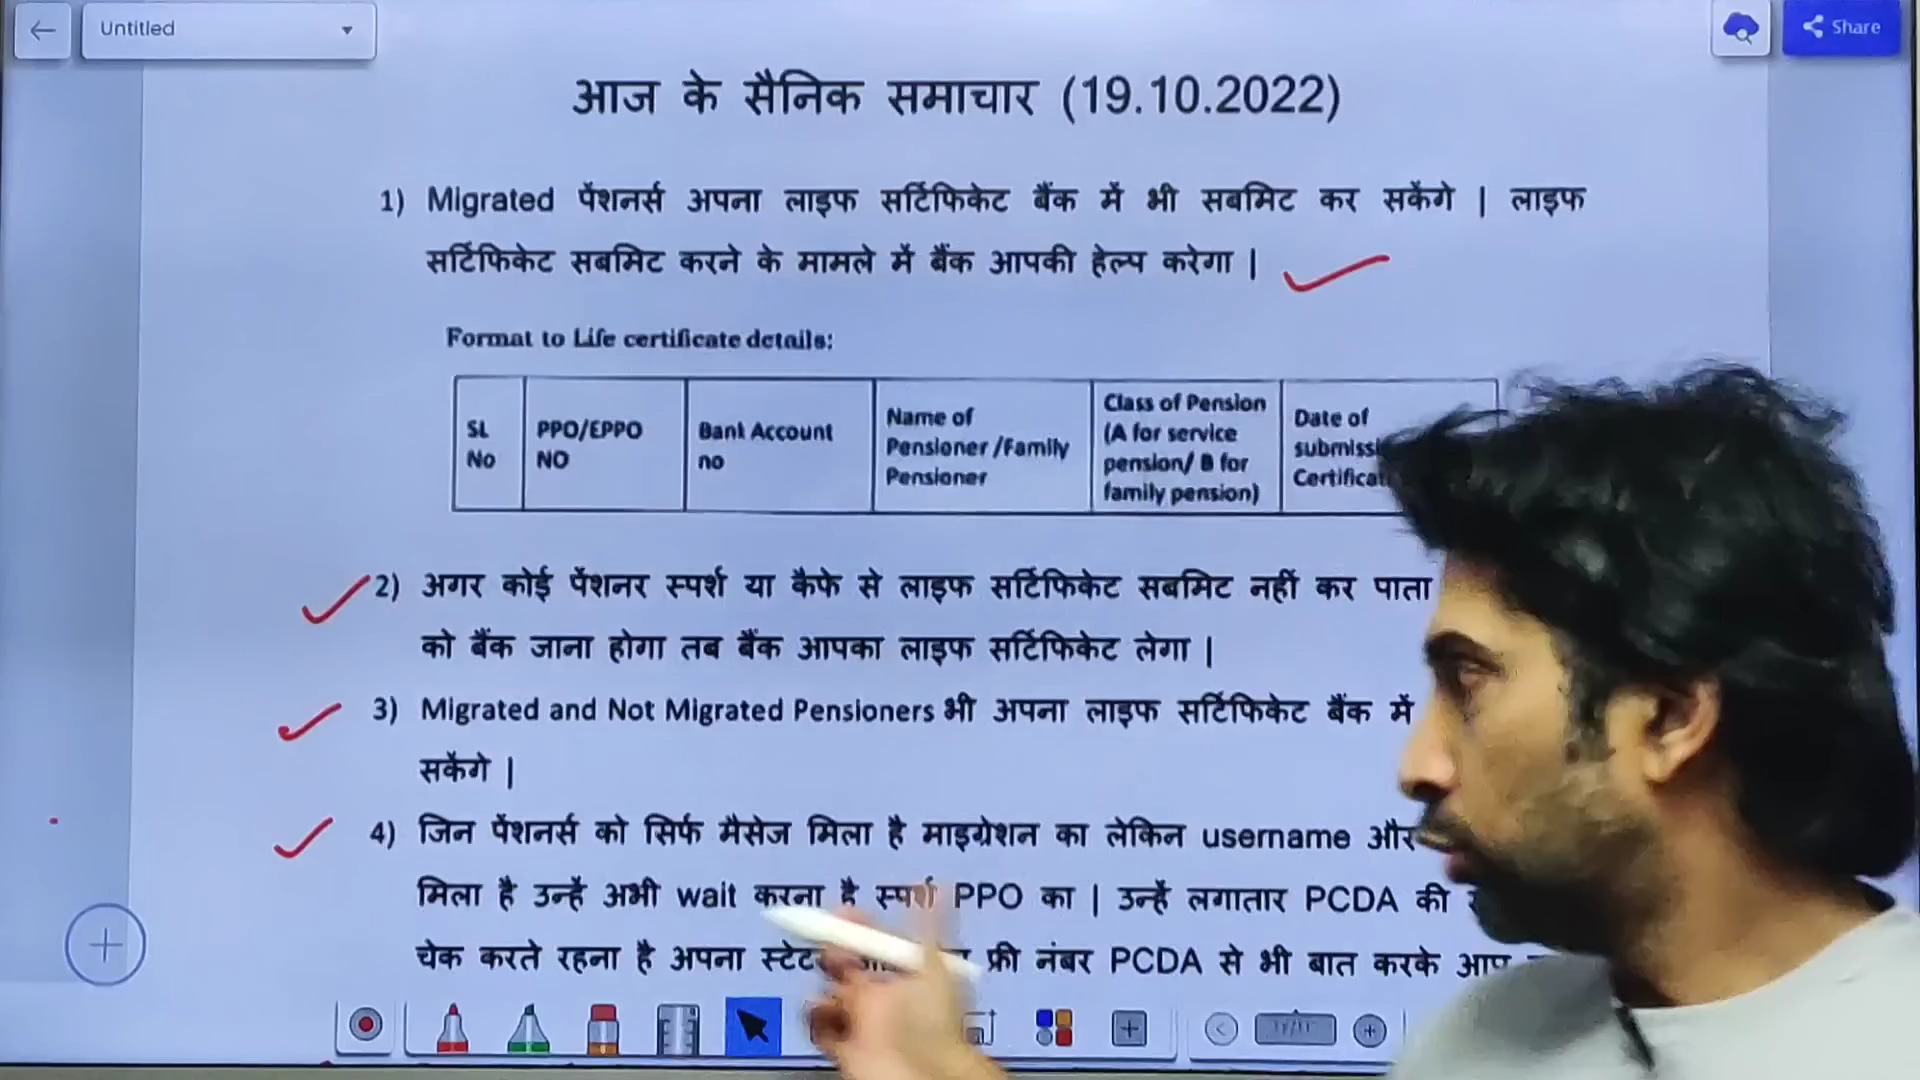 Untitled
Share
आज के सैनिक समाचार (19.10.2022)
1) Migrated पेंशनर्स अपना लाइफ सर्टिफिकेट बैंक में भी सबमिट कर सकेंगे | लाइफ
सर्टिफिकेट सबमिट करने के मामले में बैंक आपकी हेल्प करेगा |
Format to Life certificate details:
SL No
PPO/EPPO NO
Bank Account no
Name of Pensioner /Family Pensioner
Class of Pension (A for service pension/ B for family pension)
Date of
2) अगर कोई पेंशनर स्पर्श या कैफे से लाइफ सर्टिफिकेट सबमिट नहीं कर पाता
को बैंक जाना होगा तब बैंक आपका लाइफ सर्टिफिकेट लेगा |
3) Migrated and Not Migrated Pensioners भी अपना लाइफ सर्टिफिकेट बैंक में
सकेंगे |
4) जिन पेंशनर्स को सिर्फ मैसेज मिला है माइग्रेशन का लेकिन username और
मिला है उन्हें अभी wait करना है स्पर्श PPO का | उन्हें लगातार PCDA की
चेक करते रहना है अपना फ्री नंबर PCDA से भी बात करके आप